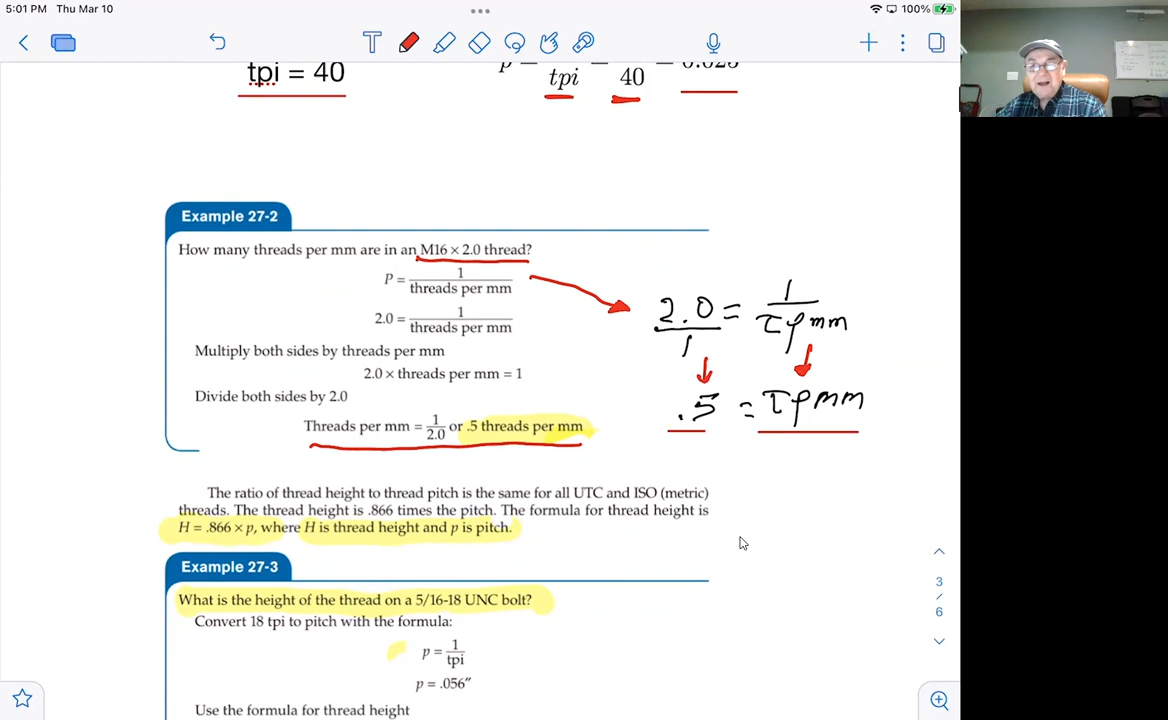 5:01 PM Thu Mar 10
100%
tpi = 40
tpi 40
Example 27-2
How many threads per mm are in an M16 × 2.0 thread?
P = 1 / threads per mm
2.0 = 1 / threads per mm
Multiply both sides by threads per mm
2.0 × threads per mm = 1
Divide both sides by 2.0
Threads per mm = 1/2.0 or .5 threads per mm
2.0/1 = 1/τρmm
.5 = τρmm
The ratio of thread height to thread pitch is the same for all UTC and ISO (metric)
threads. The thread height is .866 times the pitch. The formula for thread height is
H = .866 × p, where H is thread height and p is pitch.
Example 27-3
What is the height of the thread on a 5/16-18 UNC bolt?
Convert 18 tpi to pitch with the formula:
p = 1/tpi
p = .056″
Use the formula for thread height
3
/
6